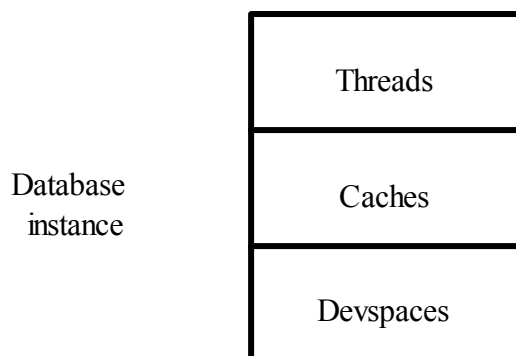 Threads
Database
instance
Caches
Devspaces